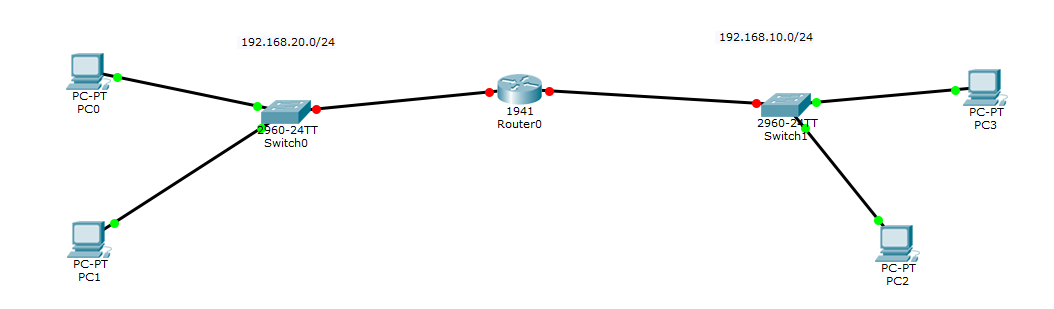 192.168.20.0/24
192.168.10.0/24
PC-PT
PC0
2960-24TT
Switch0
1941
Router0
2960-24TT
Switch1
PC-PT
PC3
PC-PT
PC1
PC-PT
PC2